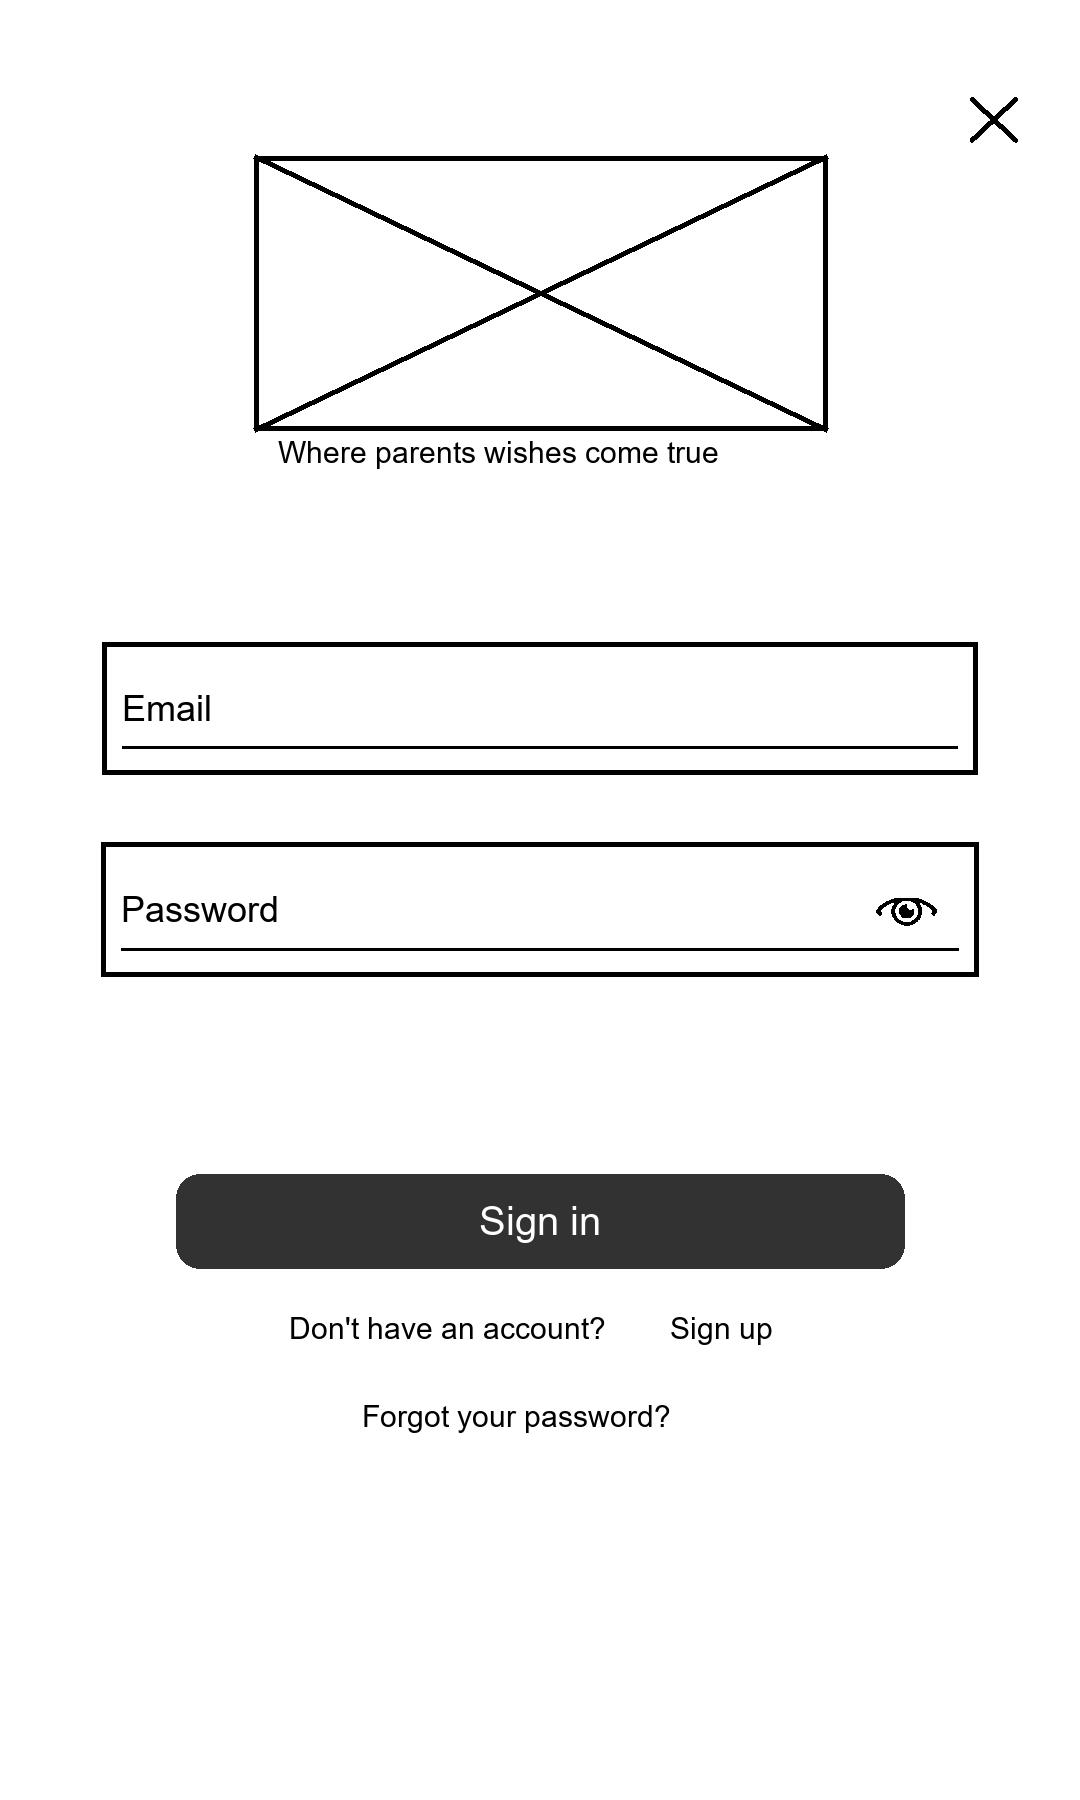 Where parents wishes come true
Email
Password
Sign in
Don't have an account? Sign up
Forgot your password?